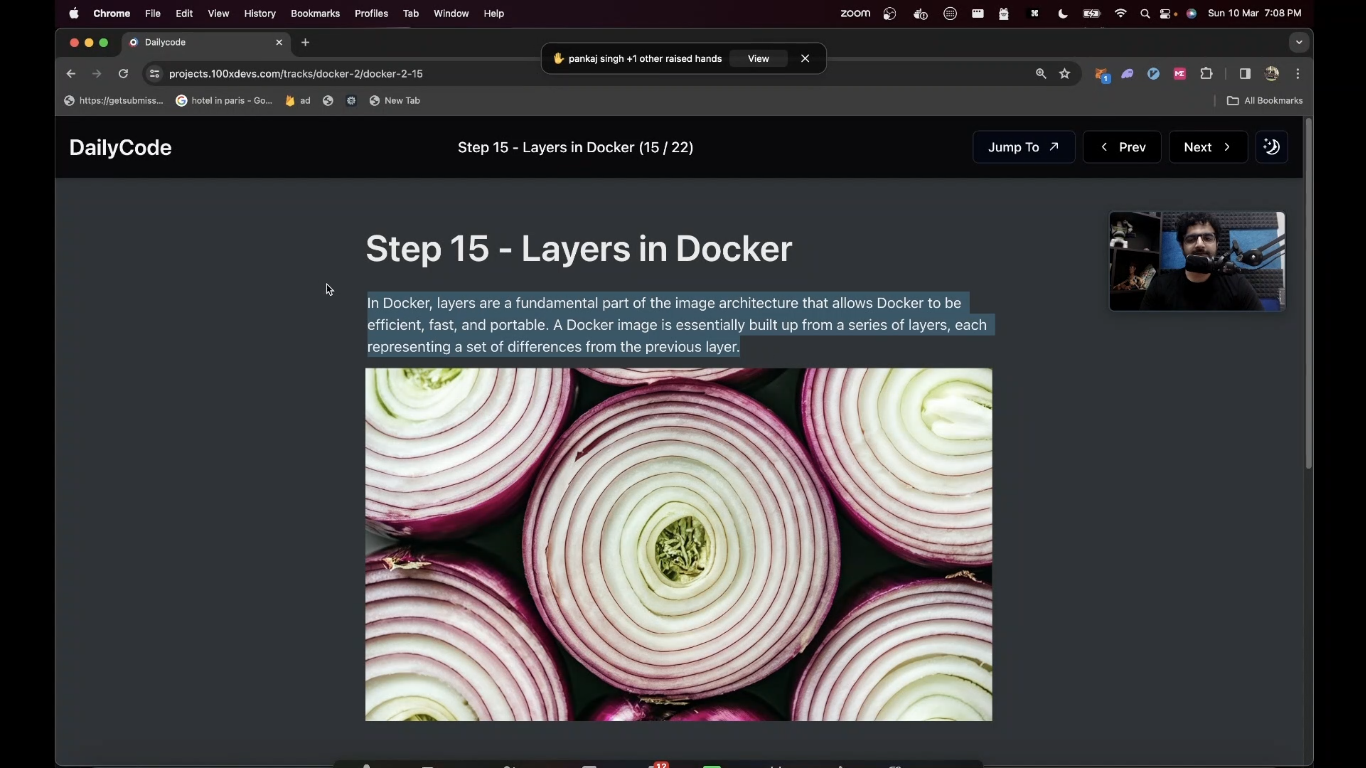 Chrome File Edit View History Bookmarks Profiles Tab Window Help zoom Sun 10 Mar 7:08 PM
Dailycode
pankaj singh +1 other raised hands View
projects.100xdevs.com/tracks/docker-2/docker-2-15
https://getsubmiss... hotel in paris - Go... ad New Tab All Bookmarks
DailyCode Step 15 - Layers in Docker (15 / 22) Jump To Prev Next
Step 15 - Layers in Docker
In Docker, layers are a fundamental part of the image architecture that allows Docker to be
efficient, fast, and portable. A Docker image is essentially built up from a series of layers, each
representing a set of differences from the previous layer.
12